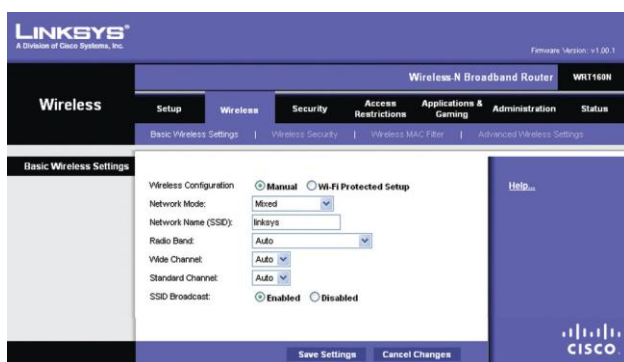 LINKSYS®
A Division of Cisco Systems, Inc.
Firmware Version: v1.00.1
Wireless-N Broadband Router WRT160N
Wireless
Setup Wireless Security Access Restrictions Applications & Gaming Administration Status
Basic Wireless Settings | Wireless Security | Wireless MAC Filter | Advanced Wireless Settings
Basic Wireless Settings
Wireless Configuration Manual Wi-Fi Protected Setup
Help...
Network Mode: Mixed
Network Name (SSID): linksys
Radio Band: Auto
Wide Channel: Auto
Standard Channel: Auto
SSID Broadcast: Enabled Disabled
Save Settings Cancel Changes
CISCO